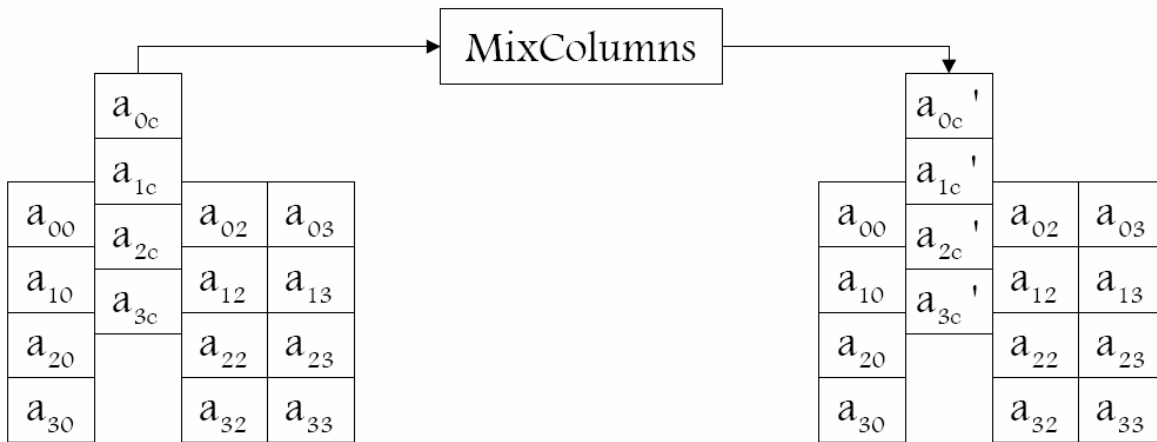 MixColumns
a0c a0c '
a1c a1c '
a00 a02 a03 a00 a02 a03
a2c a2c '
a10 a12 a13 a10 a12 a13
a3c a3c '
a20 a22 a23 a20 a22 a23
a30 a32 a33 a30 a32 a33